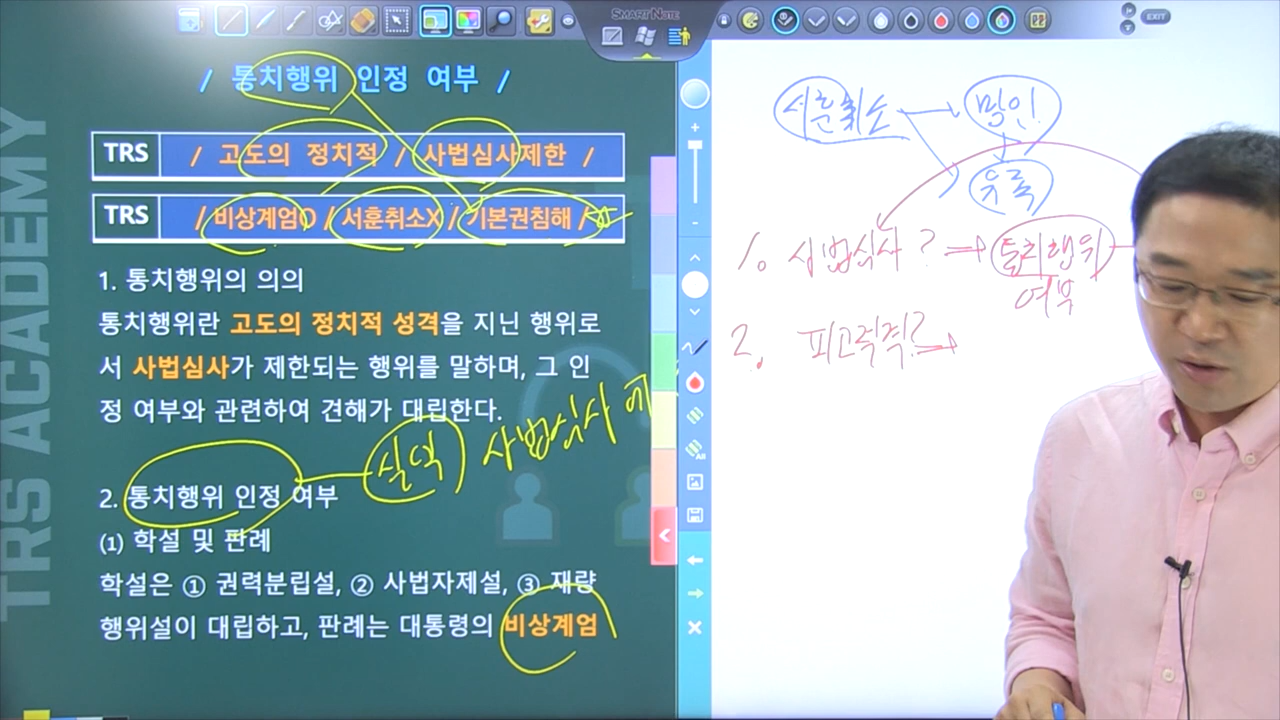 SMART NOTE
EXIT
/ 통치행위 인정 여부 /
TRS / 고도의 정치적 / 사법심사제한 /
TRS / 비상계엄O / 서훈취소X / 기본권침해 /
1. 통치행위의 의의
통치행위란 고도의 정치적 성격을 지닌 행위로
서 사법심사가 제한되는 행위를 말하며, 그 인
정 여부와 관련하여 견해가 대립한다.
실익 사법심사
2. 통치행위 인정 여부
(1) 학설 및 판례
학설은 ① 권력분립설, ② 사법자제설, ③ 재량
행위설이 대립하고, 판례는 대통령의 비상계엄
TRS ACADEMY
서훈취소 → 망인
유족
1. 사법심사? → 통치행위
여부
2. 피고적격? →